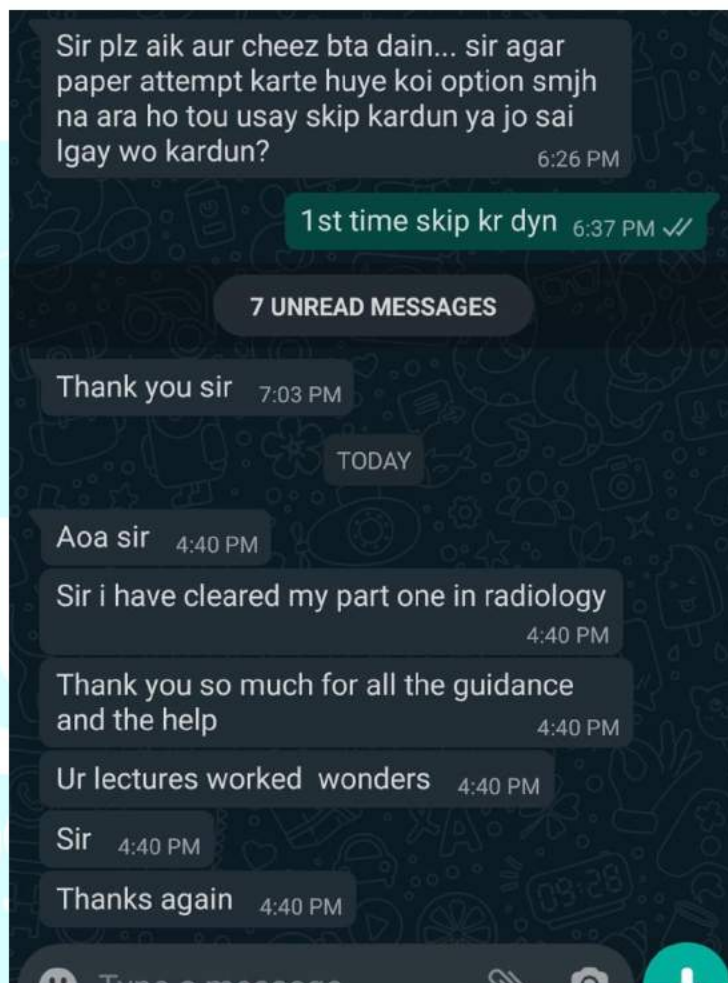 Sir plz aik aur cheez bta dain... sir agar
paper attempt karte huye koi option smjh
na ara ho tou usay skip kardun ya jo sai
lgay wo kardun?
6:26 PM
1st time skip kr dyn 6:37 PM
7 UNREAD MESSAGES
Thank you sir 7:03 PM
TODAY
Aoa sir 4:40 PM
Sir i have cleared my part one in radiology
4:40 PM
Thank you so much for all the guidance
and the help 4:40 PM
Ur lectures worked wonders 4:40 PM
Sir 4:40 PM
Thanks again 4:40 PM
Type a message